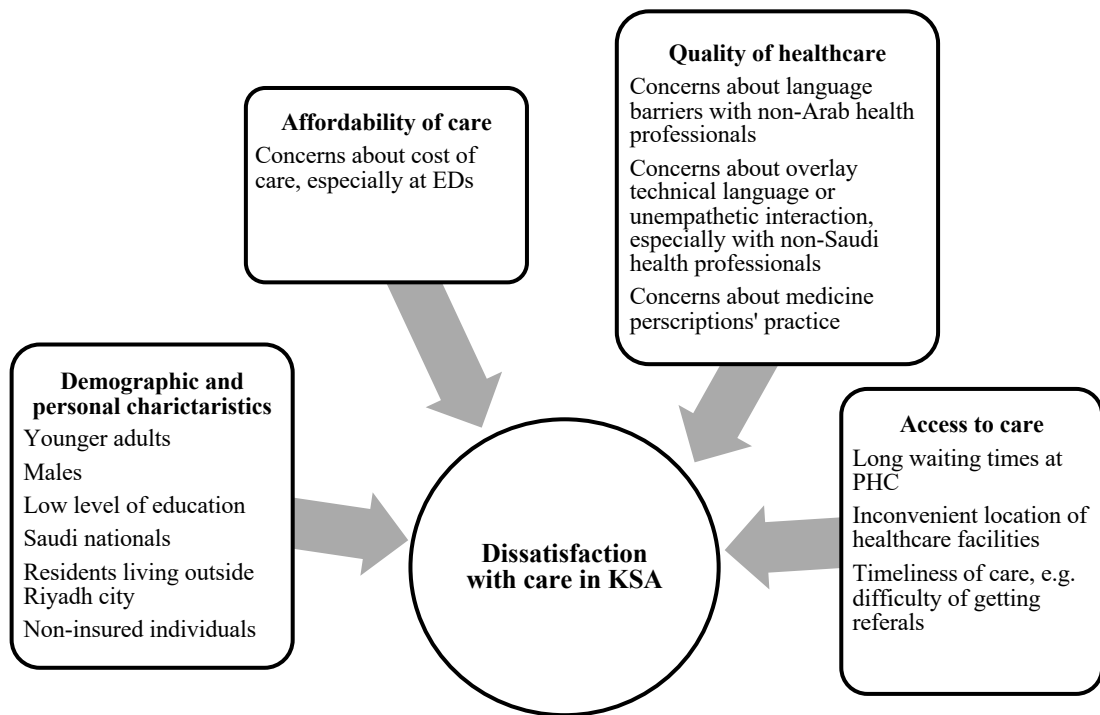 Quality of healthcare
Concerns about language
barriers with non-Arab health
professionals
Concerns about overlay
technical language or
unempathetic interaction,
especially with non-Saudi
health professionals
Concerns about medicine
perscriptions' practice
Affordability of care
Concerns about cost of
care, especially at EDs
Demographic and
personal charictaristics
Younger adults
Males
Low level of education
Saudi nationals
Residents living outside
Riyadh city
Non-insured individuals
Access to care
Long waiting times at
PHC
Inconvenient location of
healthcare facilities
Timeliness of care, e.g.
difficulty of getting
referrals
Dissatisfaction
with care in KSA